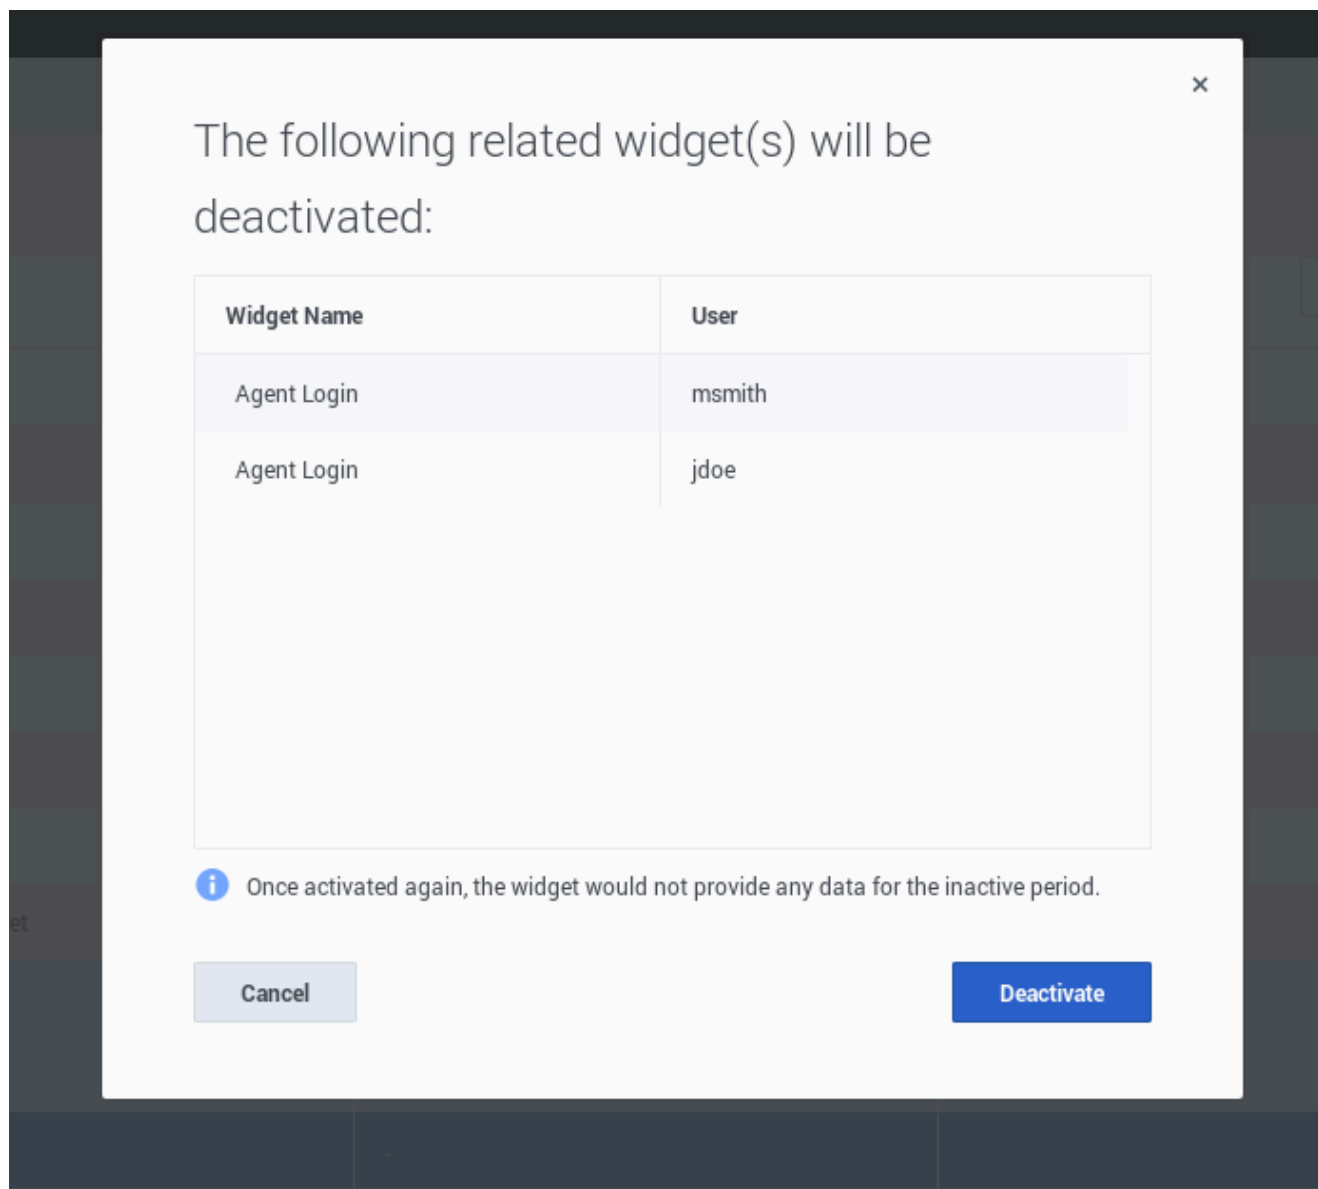 ×
The following related widget(s) will be
deactivated:
Widget Name User
Agent Login msmith
Agent Login jdoe
Once activated again, the widget would not provide any data for the inactive period.
et
Cancel Deactivate
-